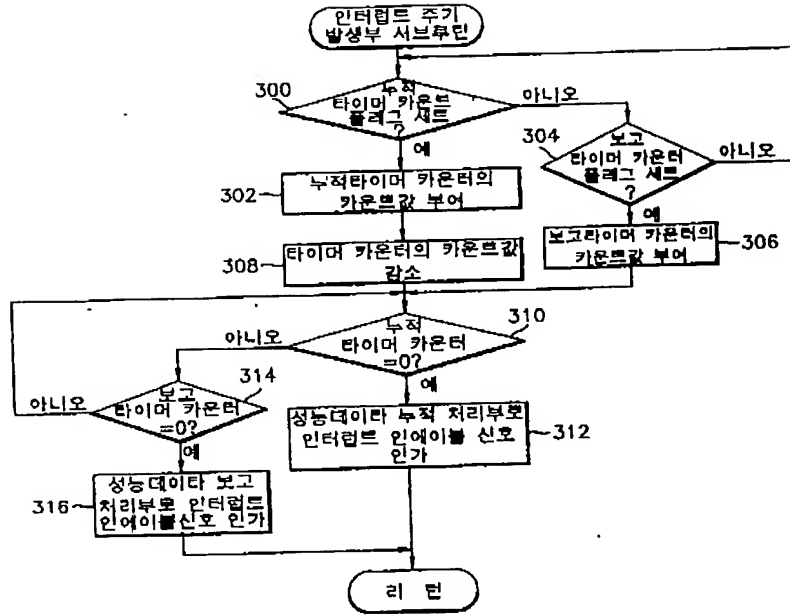 인터럽트 주기
발생부 서브루틴
300
누적
타이머 카운트
플레그 세트
?
아니오
예
304
보고
타이머 카운터
플레그 세트
?
아니오
예
302
누적타이머 카운터의
카운트값 부여
보고타이머 카운터의
카운트값 부여
306
308
타이머 카운터의 카운트값
감소
310
누적
타이머 카운터
=0?
아니오
예
314
보고
타이머 카운터
=0?
아니오
예
성능데이타 누적 처리부로
인터럽트 인에이블 신호
인가
312
316
성능데이타 보고
처리부로 인터럽트
인에이블신호 인가
리 턴